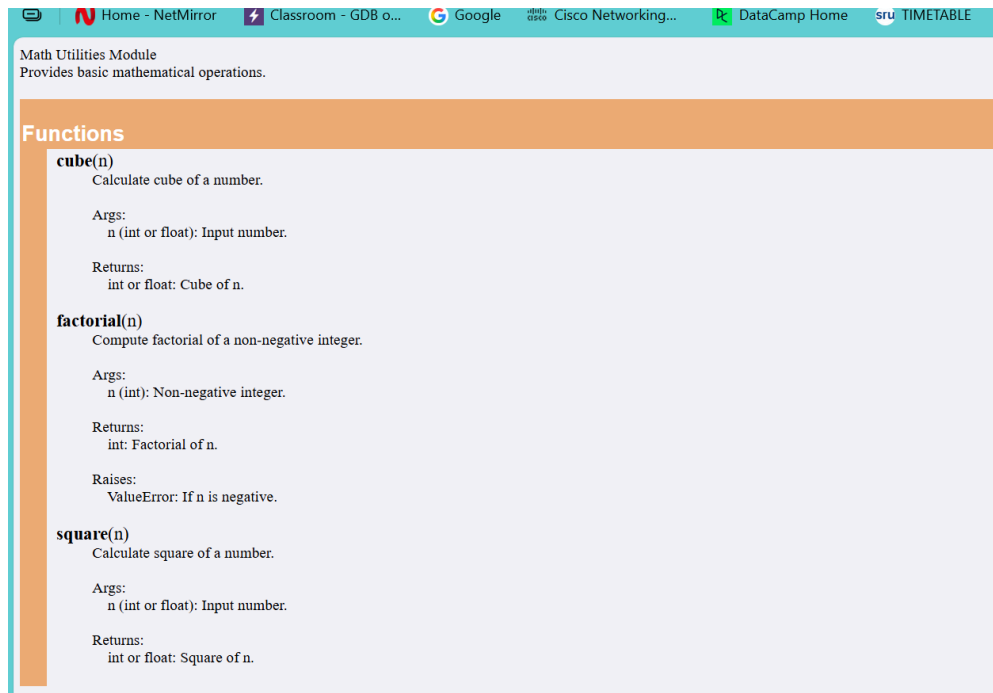 Home - NetMirror Classroom - GDB o... Google Cisco Networking... DataCamp Home sru TIMETABLE
Math Utilities Module
Provides basic mathematical operations.
Functions
cube(n)
Calculate cube of a number.
Args:
n (int or float): Input number.
Returns:
int or float: Cube of n.
factorial(n)
Compute factorial of a non-negative integer.
Args:
n (int): Non-negative integer.
Returns:
int: Factorial of n.
Raises:
ValueError: If n is negative.
square(n)
Calculate square of a number.
Args:
n (int or float): Input number.
Returns:
int or float: Square of n.